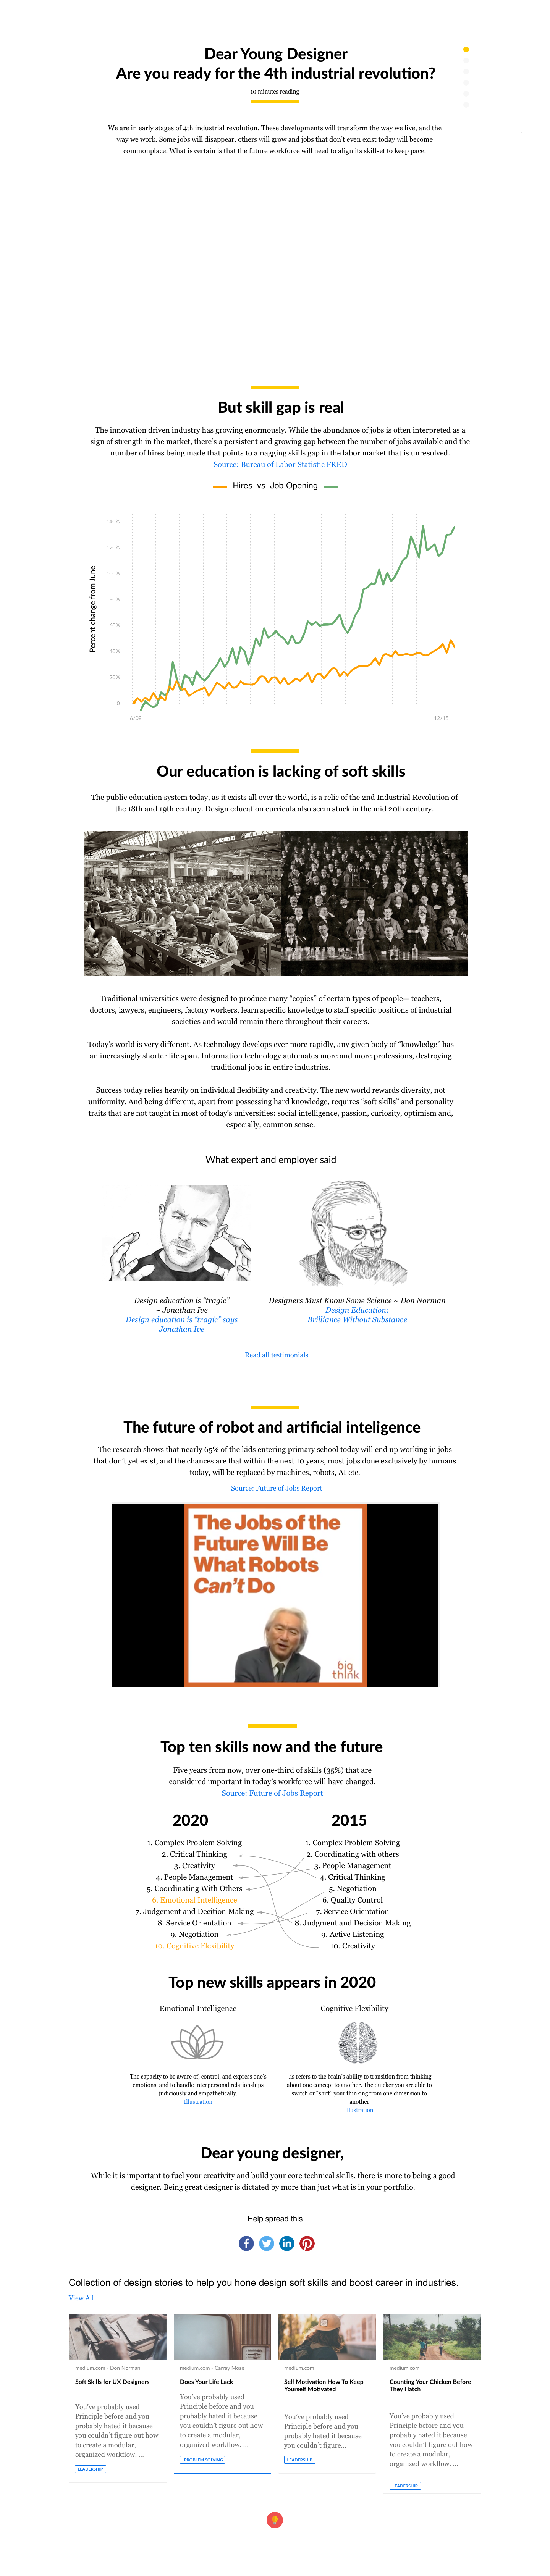 Dear Young Designer
Are you ready for the 4th industrial revolution?
10 minutes reading
We are in early stages of 4th industrial revolution. These developments will transform the way we live, and the
way we work. Some jobs will disappear, others will grow and jobs that don't even exist today will become
commonplace. What is certain is that the future workforce will need to align its skillset to keep pace.
But skill gap is real
The innovation driven industry has growing enormously. While the abundance of jobs is often interpreted as a
sign of strength in the market, there's a persistent and growing gap between the number of jobs available and the
number of hires being made that points to a nagging skills gap in the labor market that is unresolved.
Source: Bureau of Labor Statistic FRED
Hires vs Job Opening
Percent change from June
140%
120%
100%
80%
60%
40%
20%
0
6/09
12/15
Our education is lacking of soft skills
The public education system today, as it exists all over the world, is a relic of the 2nd Industrial Revolution of
the 18th and 19th century. Design education curricula also seem stuck in the mid 20th century.
Traditional universities were designed to produce many “copies” of certain types of people— teachers,
doctors, lawyers, engineers, factory workers, learn specific knowledge to staff specific positions of industrial
societies and would remain there throughout their careers.
Today's world is very different. As technology develops ever more rapidly, any given body of “knowledge” has
an increasingly shorter life span. Information technology automates more and more professions, destroying
traditional jobs in entire industries.
Success today relies heavily on individual flexibility and creativity. The new world rewards diversity, not
uniformity. And being different, apart from possessing hard knowledge, requires “soft skills” and personality
traits that are not taught in most of today's universities: social intelligence, passion, curiosity, optimism and,
especially, common sense.
What expert and employer said
Design education is “tragic”
– Jonathan Ive
Design education is “tragic” says
Jonathan Ive
Designers Must Know Some Science – Don Norman
Design Education:
Brilliance Without Substance
Read all testimonials
The future of robot and artificial inteligence
The research shows that nearly 65% of the kids entering primary school today will end up working in jobs
that don't yet exist, and the chances are that within the next 10 years, most jobs done exclusively by humans
today, will be replaced by machines, robots, AI etc.
Source: Future of Jobs Report
The Jobs of the
Future Will Be
What Robots
Can't Do
big
think
Top ten skills now and the future
Five years from now, over one-third of skills (35%) that are
considered important in today's workforce will have changed.
Source: Future of Jobs Report
2020
1. Complex Problem Solving
2. Critical Thinking
3. Creativity
4. People Management
5. Coordinating With Others
6. Emotional Intelligence
7. Judgement and Decition Making
8. Service Orientation
9. Negotiation
10. Cognitive Flexibility
2015
1. Complex Problem Solving
2. Coordinating with others
3. People Management
4. Critical Thinking
5. Negotiation
6. Quality Control
7. Service Orientation
8. Judgment and Decision Making
9. Active Listening
10. Creativity
Top new skills appears in 2020
Emotional Intelligence
The capacity to be aware of, control, and express one's
emotions, and to handle interpersonal relationships
judiciously and empathetically.
Illustration
Cognitive Flexibility
..is refers to the brain's ability to transition from thinking
about one concept to another. The quicker you are able to
switch or “shift” your thinking from one dimension to
another
illustration
Dear young designer,
While it is important to fuel your creativity and build your core technical skills, there is more to being a good
designer. Being great designer is dictated by more than just what is in your portfolio.
Help spread this
Collection of design stories to help you hone design soft skills and boost career in industries.
View All
medium.com - Don Norman
Soft Skills for UX Designers
You've probably used
Principle before and you
probably hated it because
you couldn't figure out how
to create a modular,
organized workflow. ...
LEADERSHIP
medium.com - Carray Mose
Does Your Life Lack
You've probably used
Principle before and you
probably hated it because
you couldn't figure out how
to create a modular,
organized workflow. ...
PROBLEM SOLVING
medium.com
Self Motivation How To Keep
Yourself Motivated
You've probably used
Principle before and you
probably hated it because
you couldn't figure...
LEADERSHIP
medium.com
Counting Your Chicken Before
They Hatch
You've probably used
Principle before and you
probably hated it because
you couldn't figure out how
to create a modular,
organized workflow. ...
LEADERSHIP